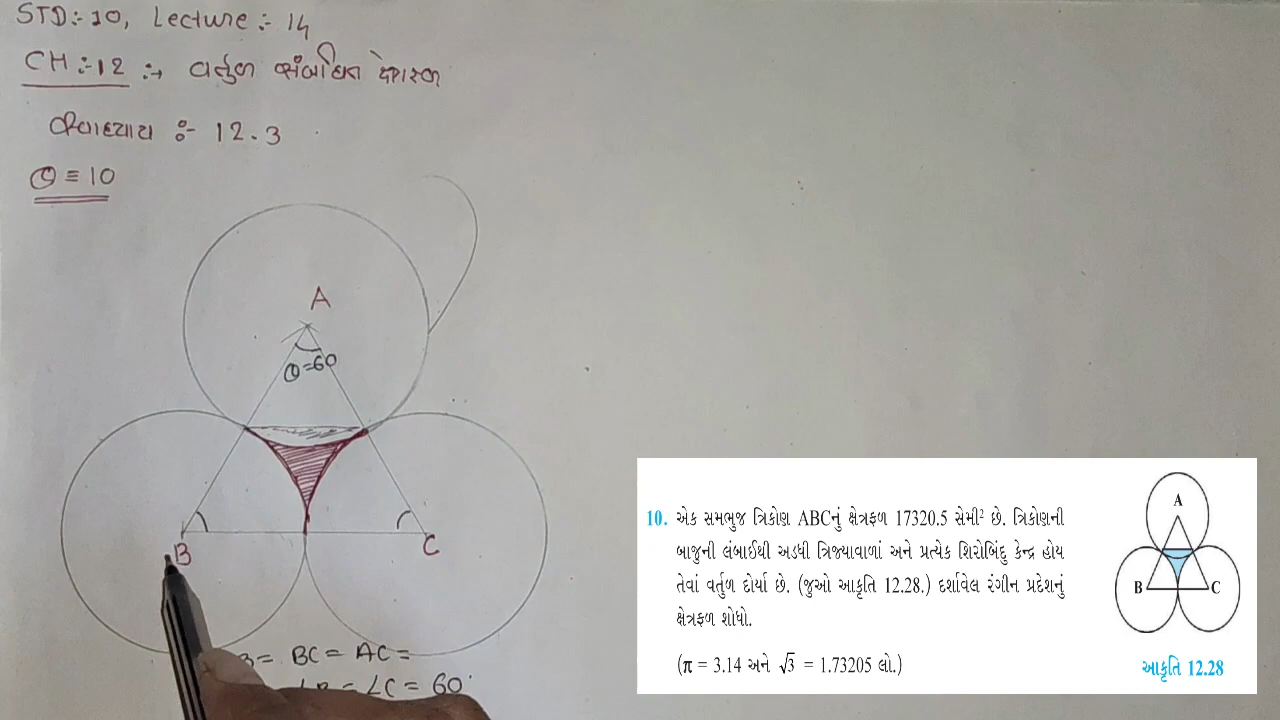 STD:- 10, Lecture :- 14
CH :- 12 :→ વર્તુળ સંબંધિત ક્ષેત્રફળ
સ્વાધ્યાય :- 12.3
Q ≡ 10
A
θ=60
B
C
BC = AC =
= ∠C = 60°
10. એક સમભુજ ત્રિકોણ ABCનું ક્ષેત્રફળ 17320.5 સેમી² છે. ત્રિકોણની
બાજુની લંબાઈથી અડધી ત્રિજ્યાવાળાં અને પ્રત્યેક શિરોબિંદુ કેન્દ્ર હોય
તેવાં વર્તુળ દોર્યા છે. (જુઓ આકૃતિ 12.28.) દર્શાવેલ રંગીન પ્રદેશનું
ક્ષેત્રફળ શોધો.
(π = 3.14 અને √3 = 1.73205 લો.)
A
B
C
આકૃતિ 12.28